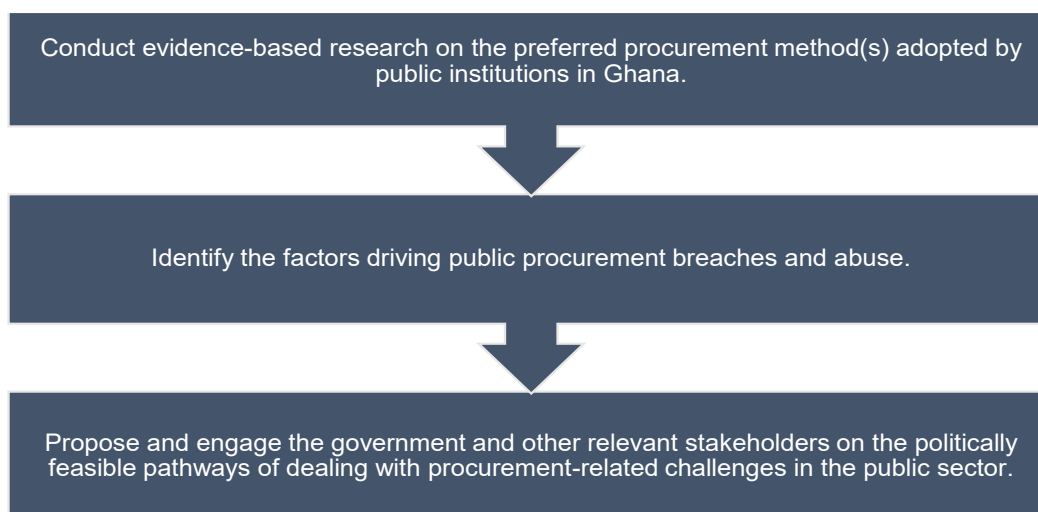 Conduct evidence-based research on the preferred procurement method(s) adopted by
public institutions in Ghana.
Identify the factors driving public procurement breaches and abuse.
Propose and engage the government and other relevant stakeholders on the politically
feasible pathways of dealing with procurement-related challenges in the public sector.